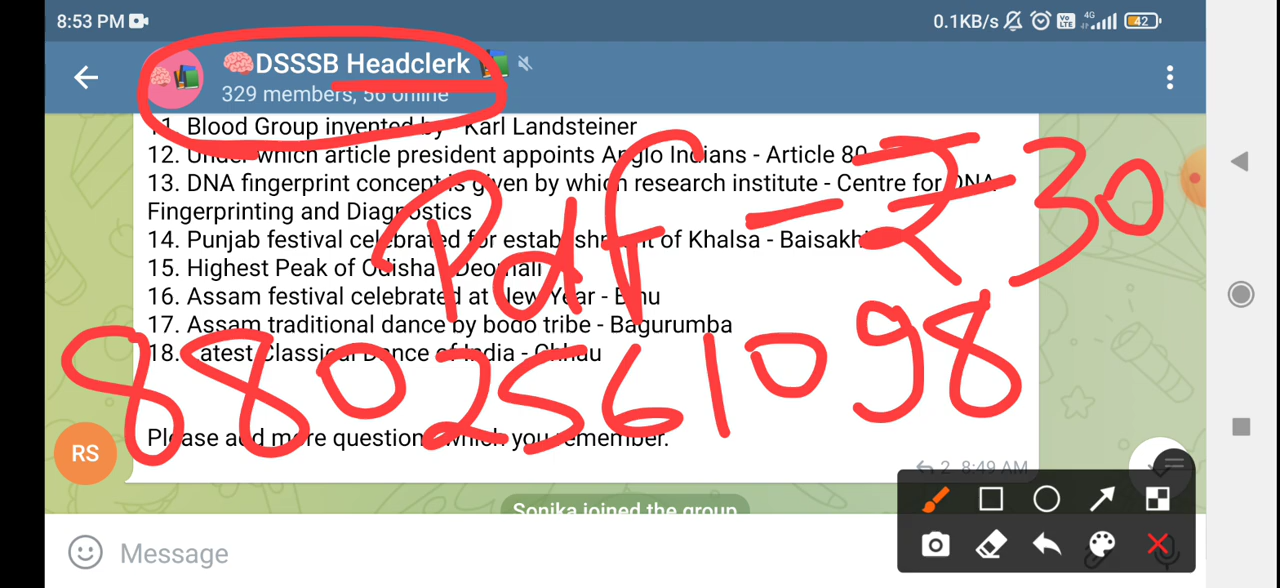 8:53 PM 0.1KB/s Vo LTE 4G 42
🧠DSSSB Headclerk 📚
329 members, 56 online
11. Blood Group invented by - Karl Landsteiner
12. Under which article president appoints Anglo Indians - Article 80
13. DNA fingerprint concept is given by which research institute - Centre for DNA
Fingerprinting and Diagnostics
14. Punjab festival celebrated for establishment of Khalsa - Baisakhi
15. Highest Peak of Odisha - Deomali
16. Assam festival celebrated at New Year - Bihu
17. Assam traditional dance by bodo tribe - Bagurumba
18. Latest Classical Dance of India - Chhau
Pdf - ₹30
8802561098
Please add more questions which you remember.
RS
2 8:49 AM
Sonika joined the group
Message